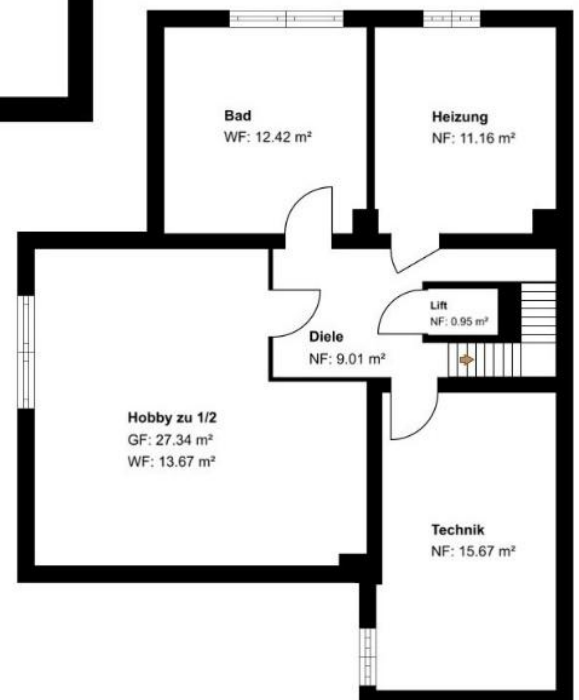 Bad
WF: 12.42 m²
Heizung
NF: 11.16 m²
Lift
NF: 0.95 m²
Diele
NF: 9.01 m²
Hobby zu 1/2
GF: 27.34 m²
WF: 13.67 m²
Technik
NF: 15.67 m²